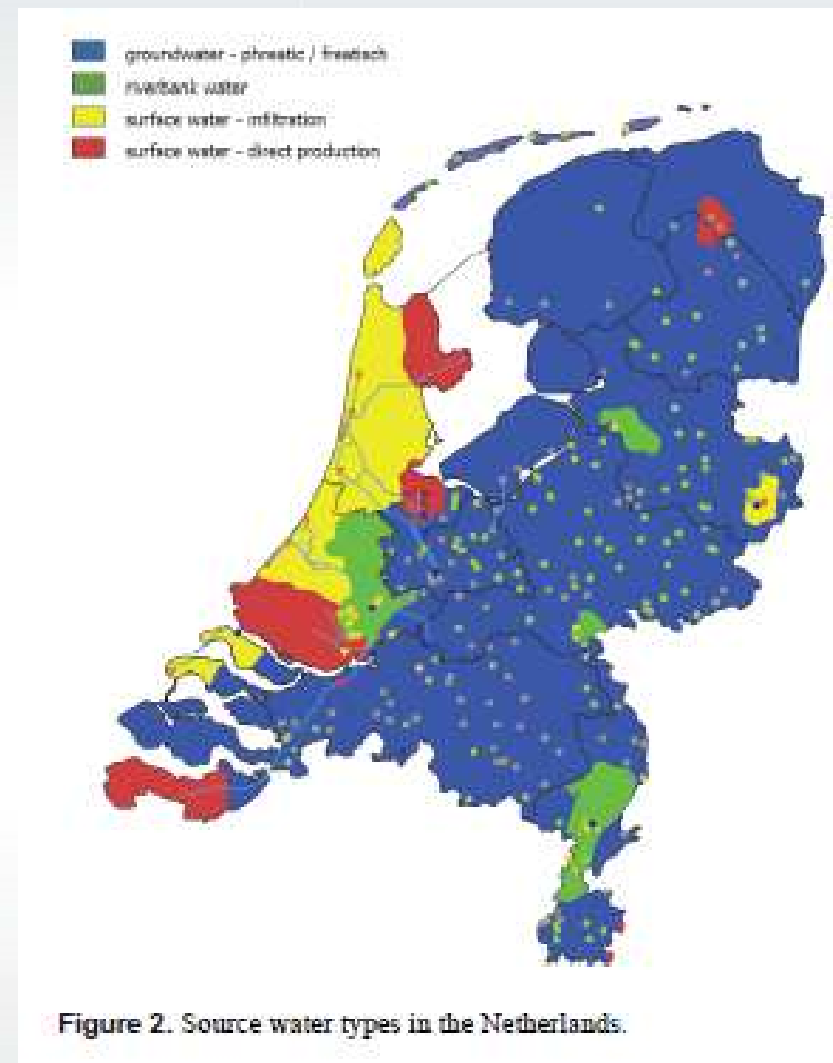 groundwater - phreatic / freatisch
riverbank water
surface water - infiltration
surface water - direct production
Figure 2. Source water types in the Netherlands.